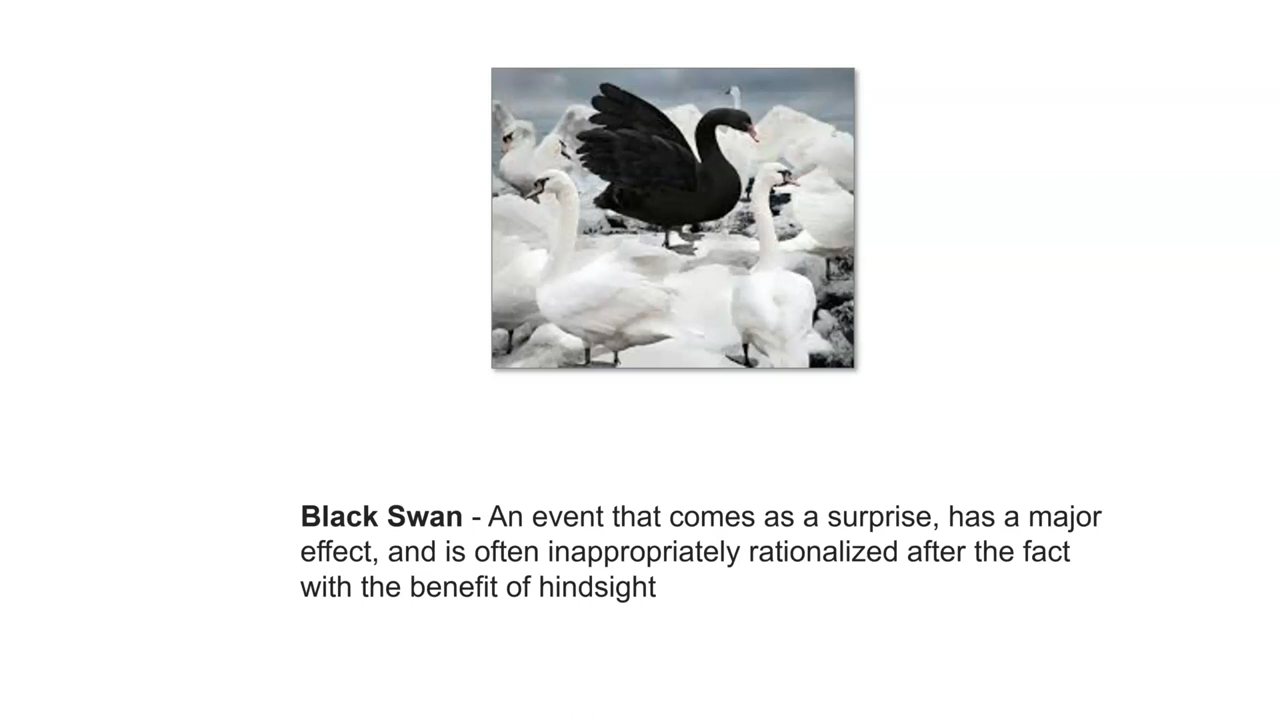 Black Swan - An event that comes as a surprise, has a major
effect, and is often inappropriately rationalized after the fact
with the benefit of hindsight